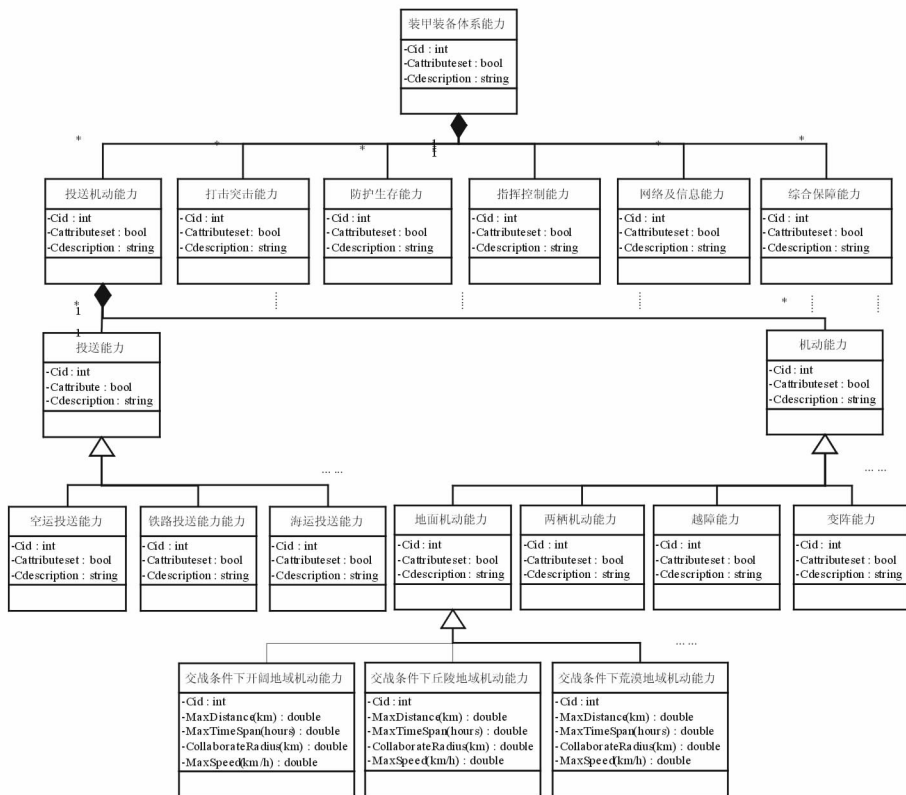 装甲装备体系能力
-Cid : int
-Cattributeset : bool
-Cdescription : string
* * * 1 * * *
投送机动能力
-Cid : int
-Cattributeset : bool
-Cdescription : string
打击突击能力
-Cid : int
-Cattributeset : bool
-Cdescription : string
防护生存能力
-Cid : int
-Cattributeset : bool
-Cdescription : string
指挥控制能力
-Cid : int
-Cattributeset : bool
-Cdescription : string
网络及信息能力
-Cid : int
-Cattributeset : bool
-Cdescription : string
综合保障能力
-Cid : int
-Cattributeset : bool
-Cdescription : string
* *
1
1
投送能力
-Cid : int
-Cattribute : bool
-Cdescription : string
机动能力
-Cid : int
-Cattributeset : bool
-Cdescription : string
... ...
... ...
空运投送能力
-Cid : int
-Cattributeset : bool
-Cdescription : string
铁路投送能力能力
-Cid : int
-Cattributeset : bool
-Cdescription : string
海运投送能力
-Cid : int
-Cattributeset : bool
-Cdescription : string
地面机动能力
-Cid : int
-Cattributeset : bool
-Cdescription : string
两栖机动能力
-Cid : int
-Cattributeset : bool
-Cdescription : string
越障能力
-Cid : int
-Cattributeset : bool
-Cdescription : string
变阵能力
-Cid : int
-Cattributeset : bool
-Cdescription : string
... ...
交战条件下开阔地域机动能力
-Cid : int
-MaxDistance(km) : double
-MaxTimeSpan(hours) : double
-CollaborateRadius(km) : double
-MaxSpeed(km/h) : double
交战条件下丘陵地域机动能力
-Cid : int
-MaxDistance(km) : double
-MaxTimeSpan(hours) : double
-CollaborateRadius(km) : double
-MaxSpeed(km/h) : double
交战条件下荒漠地域机动能力
-Cid : int
-MaxDistance(km) : double
-MaxTimeSpan(hours) : double
-CollaborateRadius(km) : double
-MaxSpeed(km/h) : double